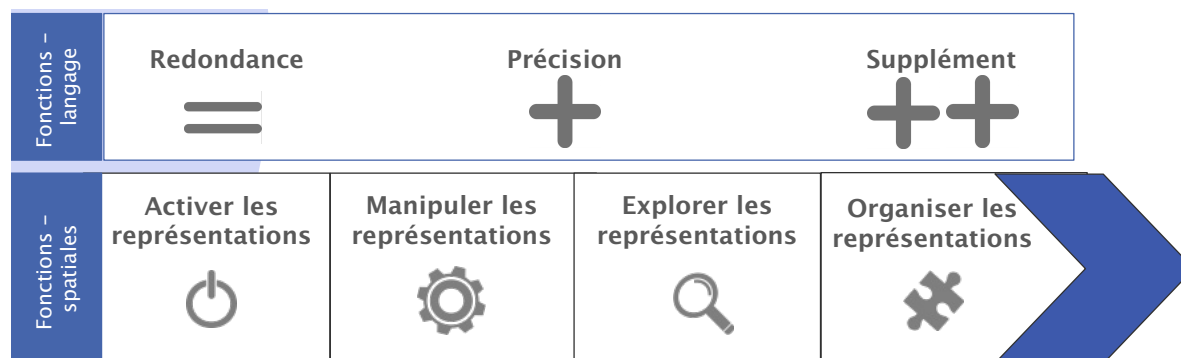 Fonctions –
langage
Redondance
Précision
Supplément
Fonctions –
spatiales
Activer les
représentations
Manipuler les
représentations
Explorer les
représentations
Organiser les
représentations